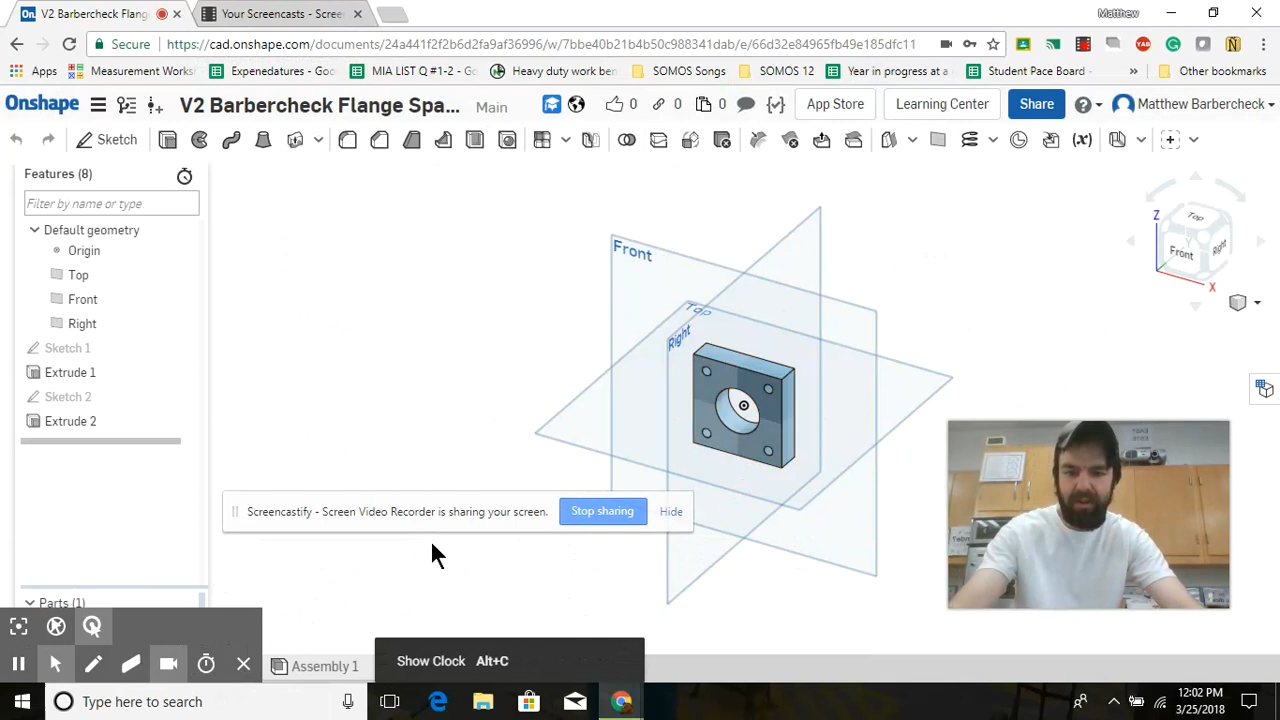 V2 Barbercheck Flang
Your Screencasts - Scree
Matthew
Secure
https://cad.onshape.com/documents/24a441f222b6d2fa9af36996/w/7bbe40b21b4b50c988341dab/e/66d32e84955fb49e185dfc11
Apps
Measurement Works
Expenedatures - Goo
MIA LIST Q #1-2 - Go
Heavy duty work ben
SOMOS Songs
SOMOS 12
Year in progress at a
Student Pace Board -
Other bookmarks
Onshape
V2 Barbercheck Flange Spa...
Main
0
0
0
App Store
Learning Center
Share
Matthew Barbercheck
Sketch
(x)
Features (8)
Filter by name or type
Default geometry
Origin
Top
Front
Right
Sketch 1
Extrude 1
Sketch 2
Extrude 2
Front
Top
Right
Z
Top
Front
Right
X
Screencastify - Screen Video Recorder is sharing your screen.
Stop sharing
Hide
Parts (1)
Show Clock Alt+C
Assembly 1
Type here to search
12:02 PM
3/25/2018